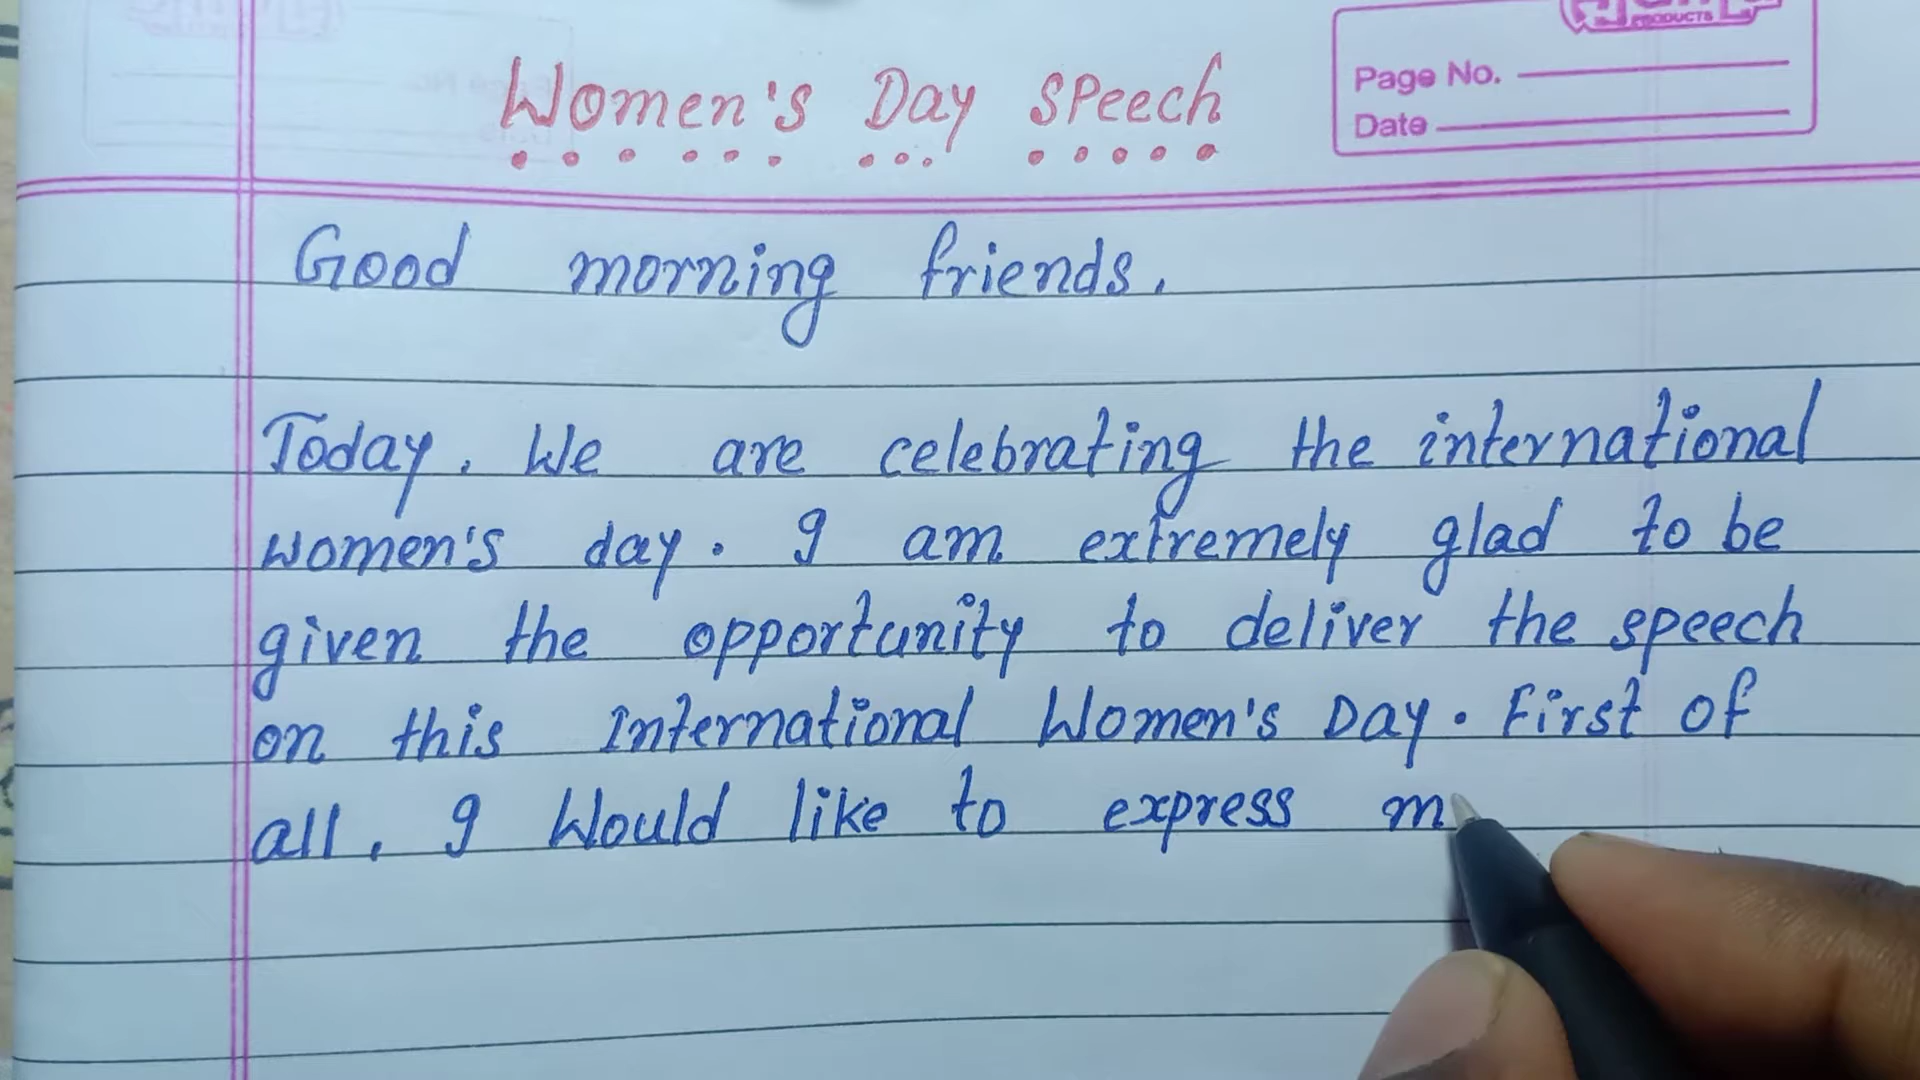 PRODUCTS
Page No.
Date
Women's Day Speech
Good morning friends,
Today, We are celebrating the international
women's day. I am extremely glad to be
given the opportunity to deliver the speech
on this International Women's Day. First of
all, I Would like to express m